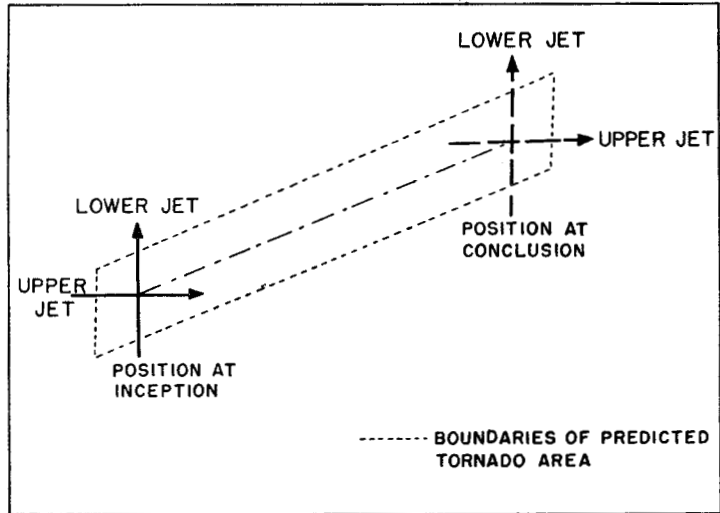 LOWER JET
UPPER JET
POSITION AT
CONCLUSION
LOWER JET
UPPER
JET
POSITION AT
INCEPTION
BOUNDARIES OF PREDICTED
TORNADO AREA